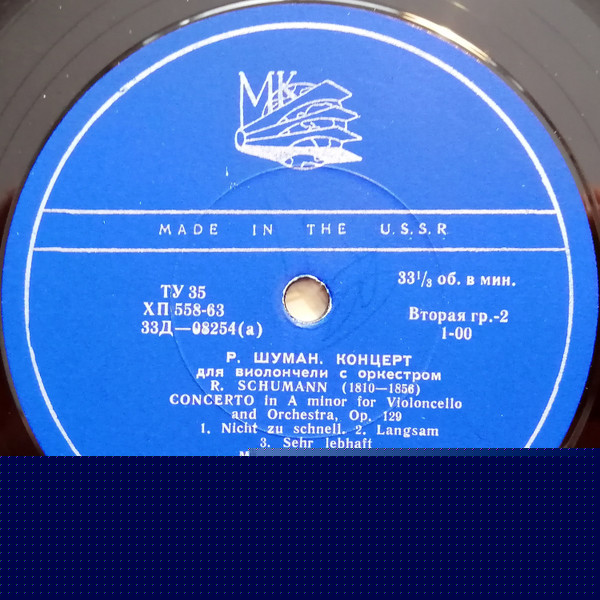 МК
MADE IN THE U.S.S.R
ТУ 35
ХП 558-63
33Д—08254(а)
33⅓ об. в мин.
Вторая гр.-2
1-00
Р. ШУМАН. КОНЦЕРТ
для виолончели с оркестром
R. SCHUMANN (1810—1856)
CONCERTO in A minor for Violoncello
and Orchestra, Op. 129
1. Nicht zu schnell. 2. Langsam
3. Sehr lebhaft